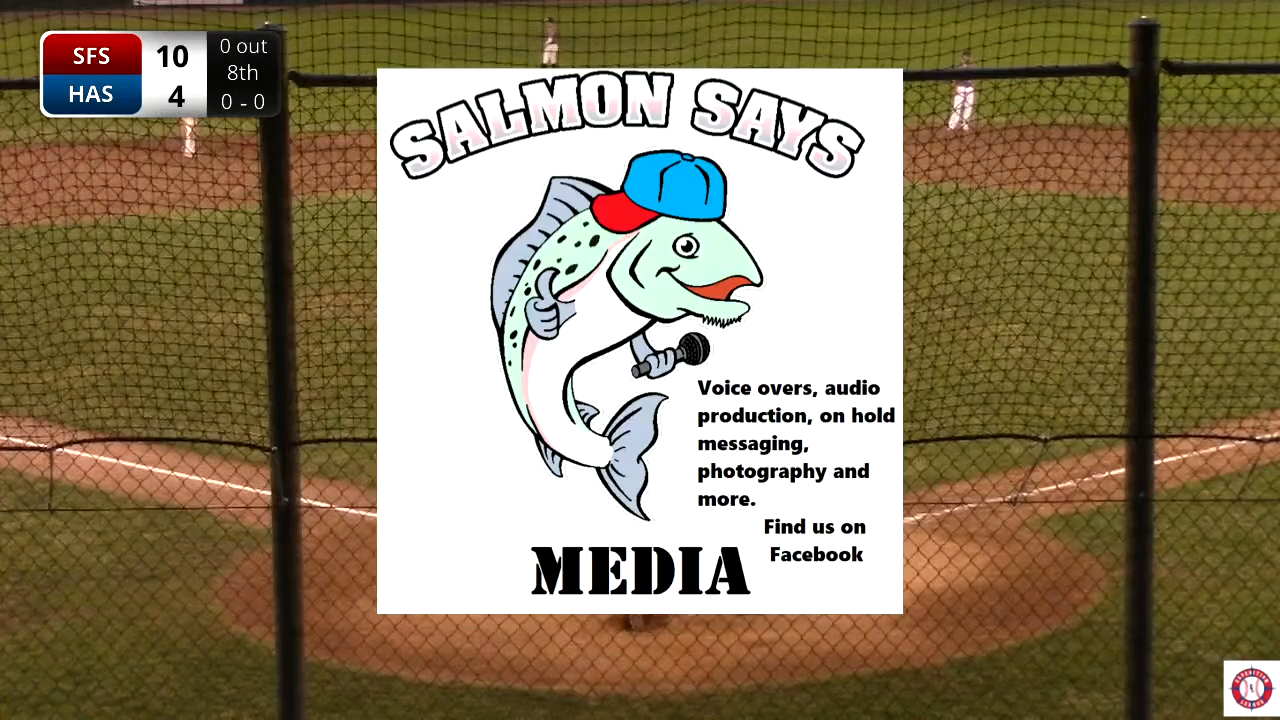 SFS 10 0 out
8th
HAS 4 0 - 0
SALMON SAYS
Voice overs, audio
production, on hold
messaging,
photography and
more.
Find us on
Facebook
MEDIA